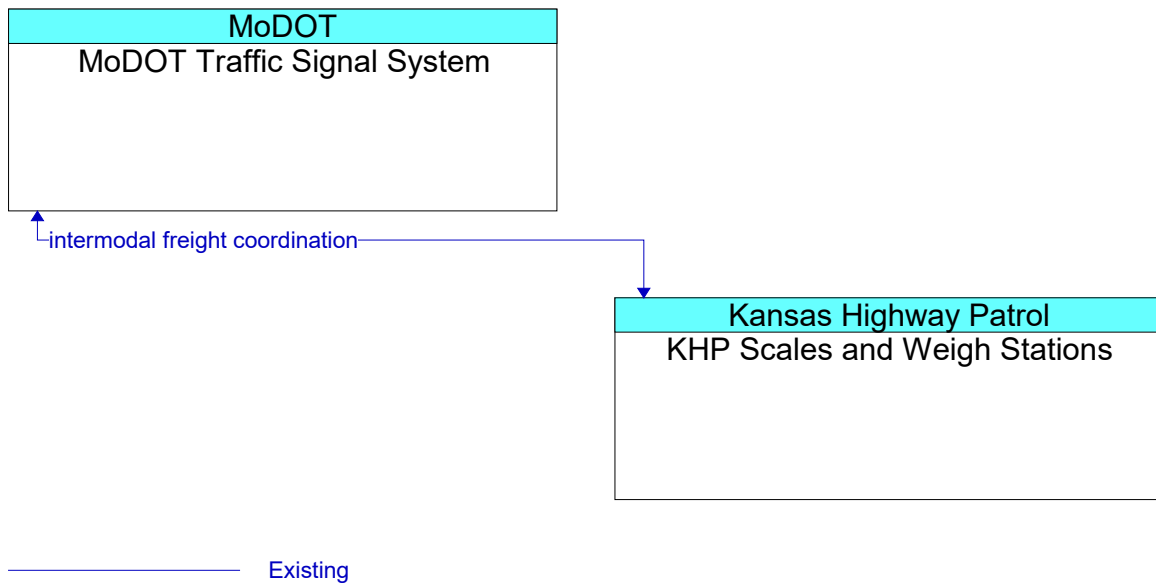 MoDOT
MoDOT Traffic Signal System
intermodal freight coordination
Kansas Highway Patrol
KHP Scales and Weigh Stations
Existing